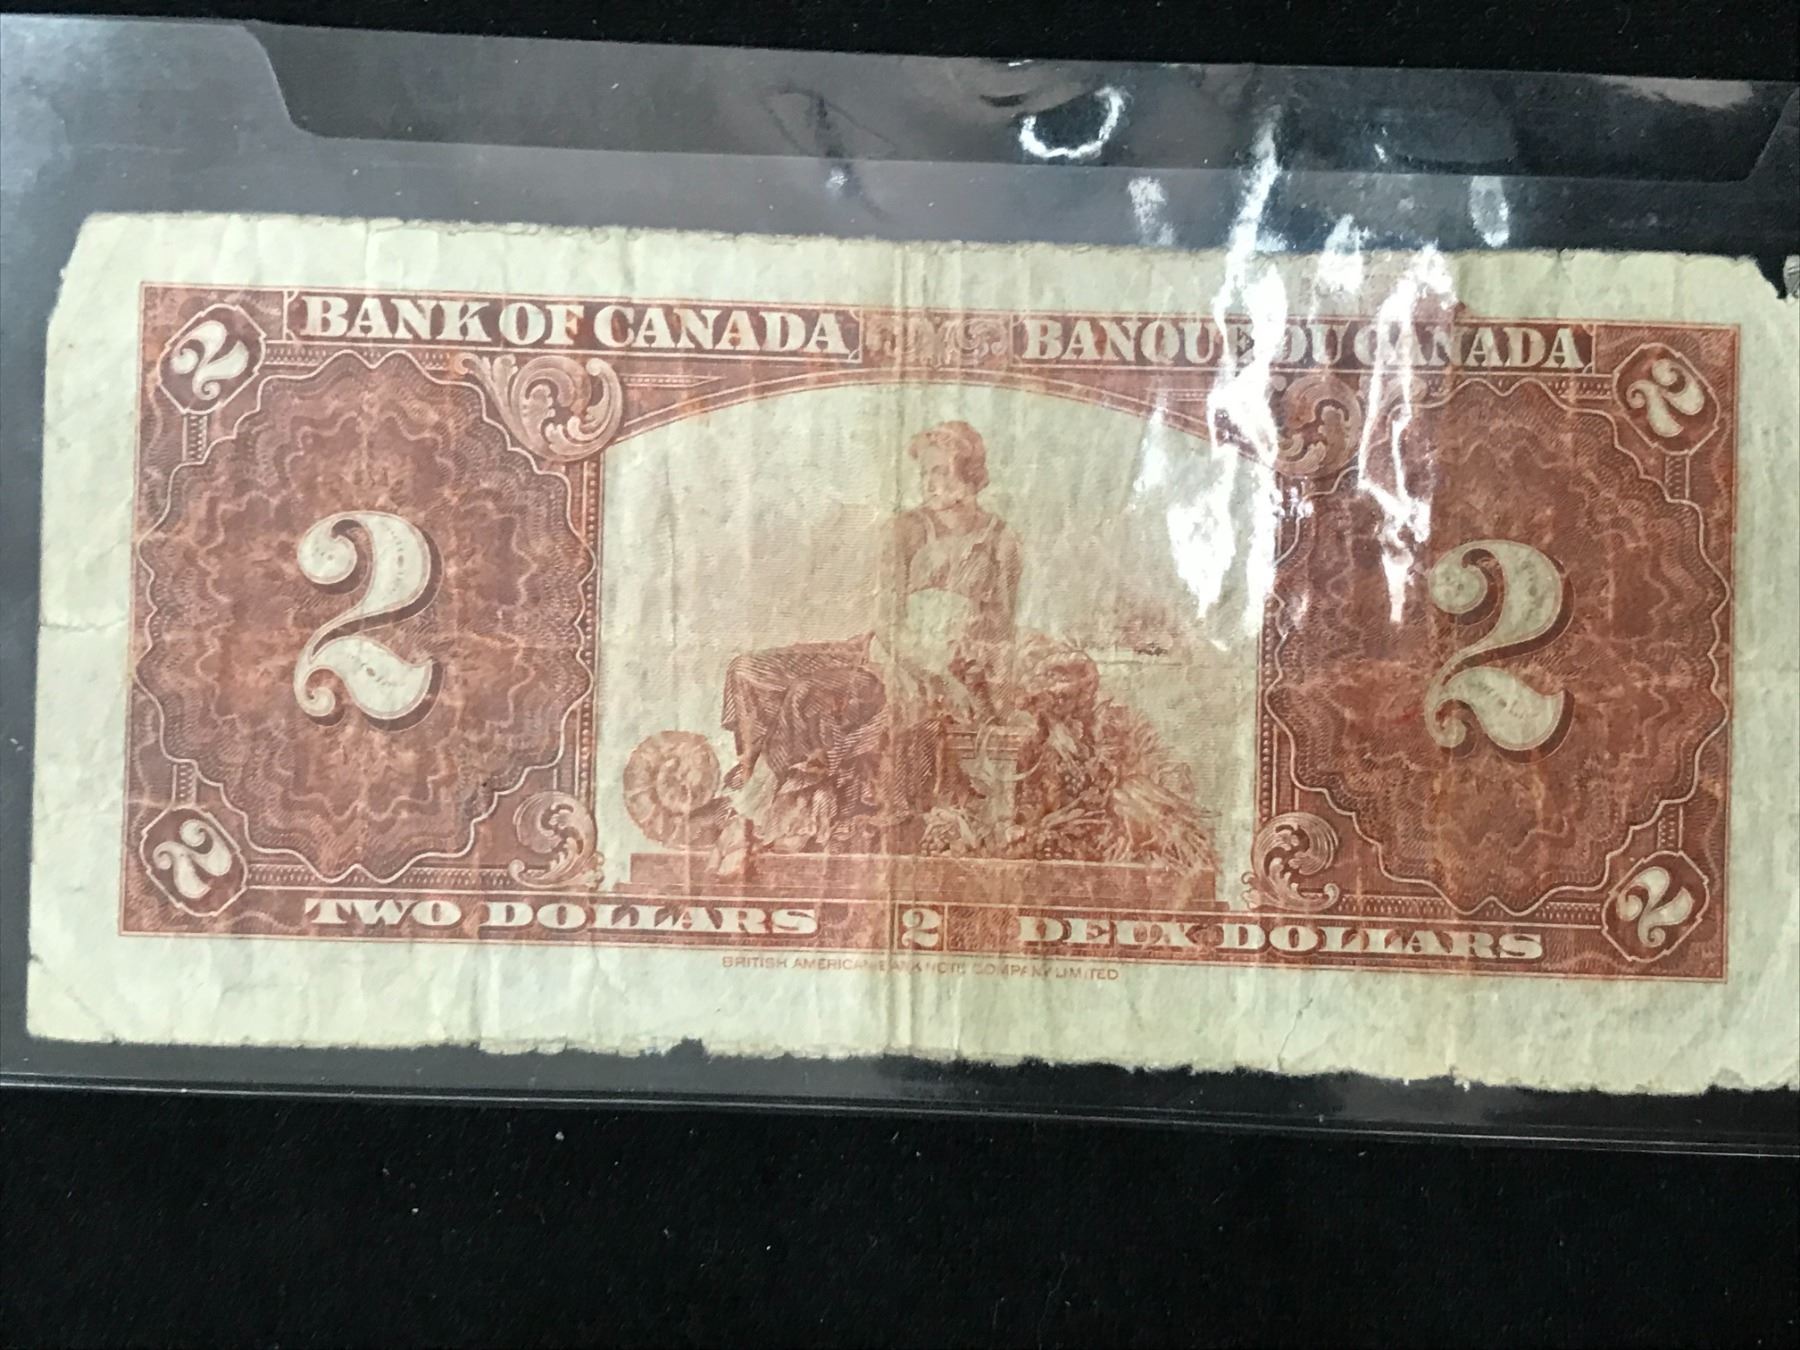 2 BANK OF CANADA BANQUE DU CANADA 2
2 2
2 TWO DOLLARS 2 DEUX DOLLARS 2
BRITISH AMERICAN BANK NOTE COMPANY LIMITED